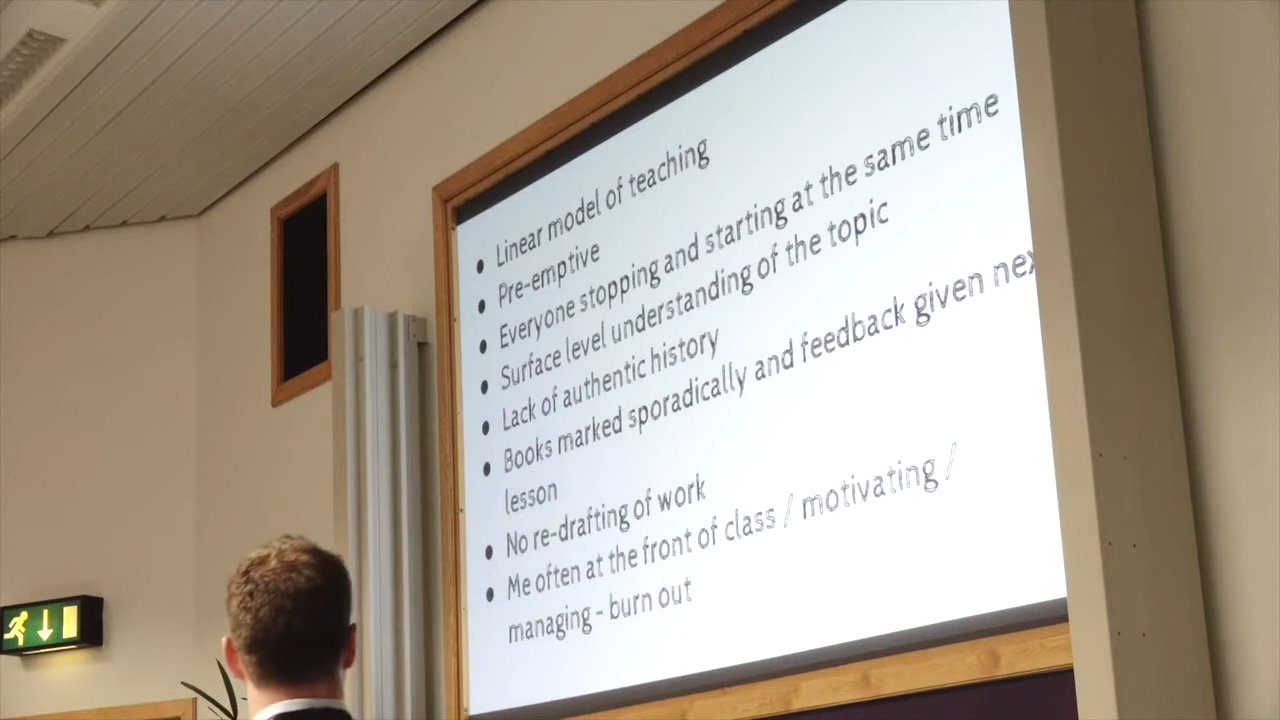 Linear model of teaching
Pre-emptive
Everyone stopping and starting at the same time
Surface level understanding of the topic
Lack of authentic history
Books marked sporadically and feedback given
lesson
No re-drafting of work
Me often at the front of class / motivating /
managing - burn out